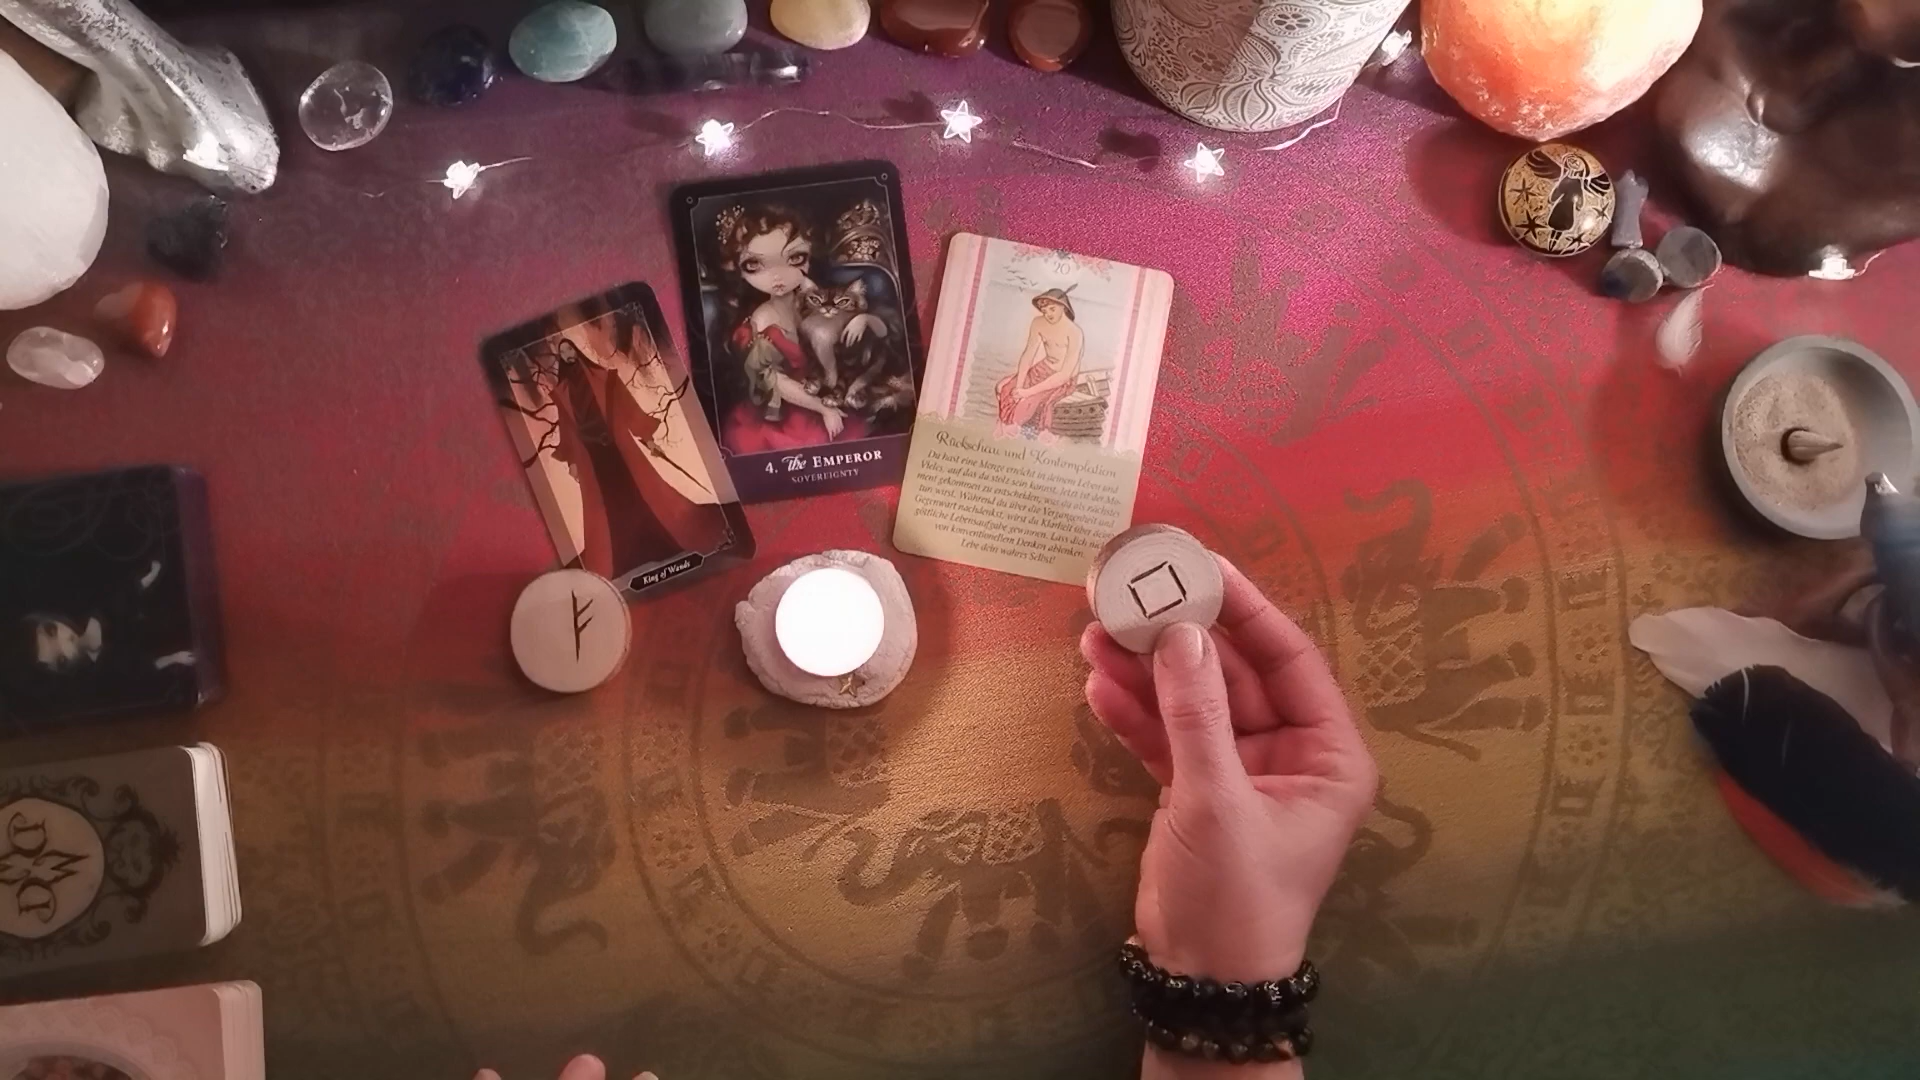 King of Wands
4. The EMPEROR
SOVEREIGNTY
20
Rückschau und Kontemplation
Du hast eine Menge erreicht in deinem Leben und
Vieles, auf das du stolz sein kannst. Jetzt ist der Mo-
ment gekommen zu entscheiden, was du als nächstes
tun wirst. Während du über die Vergangenheit und
Gegenwart nachdenkst, wirst du Klarheit über deine
göttliche Lebensaufgabe gewinnen. Lass dich nicht
von konventionellem Denken ablenken.
Lebe dein wahres Selbst!